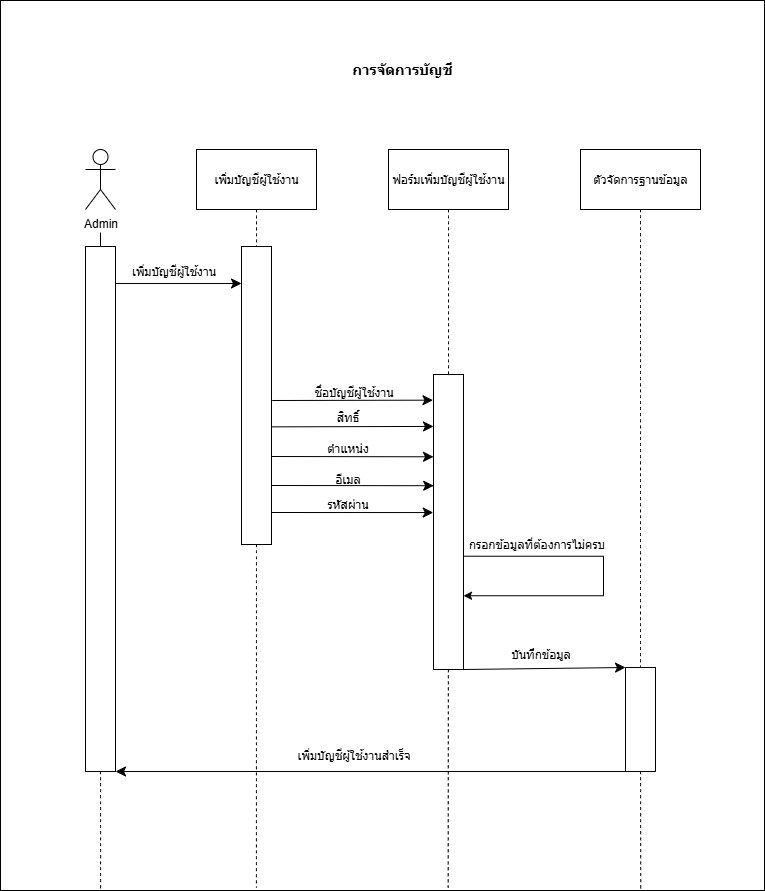 การจัดการบัญชี
เพิ่มบัญชีผู้ใช้งาน
ฟอร์มเพิ่มบัญชีผู้ใช้งาน
ตัวจัดการฐานข้อมูล
Admin
เพิ่มบัญชีผู้ใช้งาน
ชื่อบัญชีผู้ใช้งาน
สิทธิ์
ตำแหน่ง
อีเมล
รหัสผ่าน
กรอกข้อมูลที่ต้องการไม่ครบ
บันทึกข้อมูล
เพิ่มบัญชีผู้ใช้งานสำเร็จ